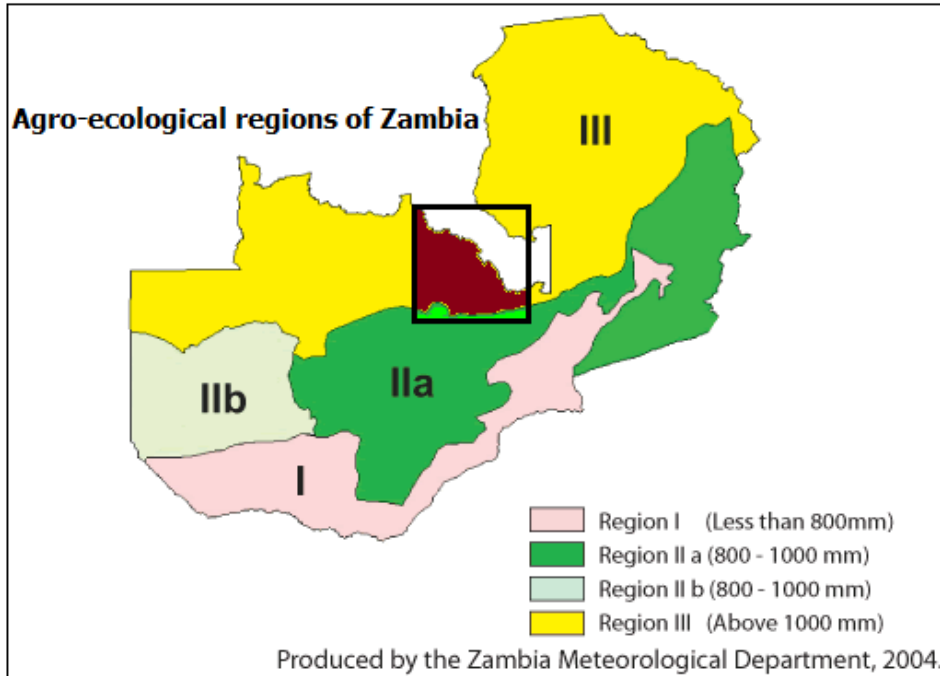 Agro-ecological regions of Zambia
III
IIb
IIa
I
Region I (Less than 800mm)
Region II a (800 - 1000 mm)
Region II b (800 - 1000 mm)
Region III (Above 1000 mm)
Produced by the Zambia Meteorological Department, 2004.